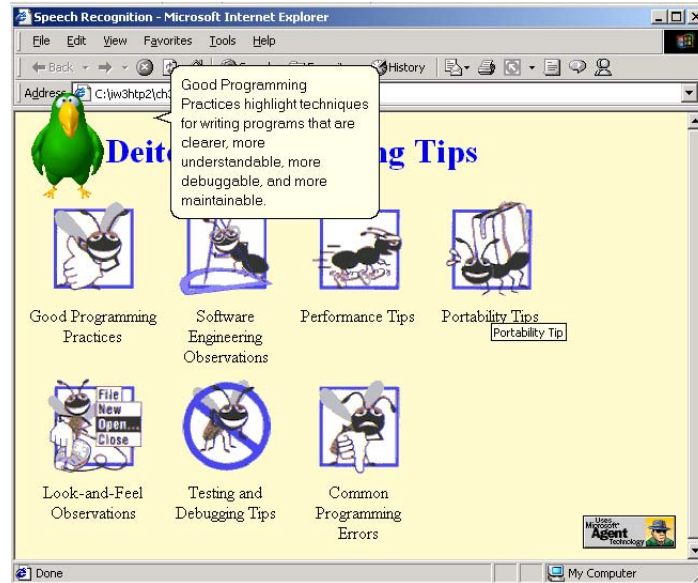 Speech Recognition - Microsoft Internet Explorer
File Edit View Favorites Tools Help
Back History
Address C:\iw3htp2\ch3
Good Programming
Practices highlight techniques
for writing programs that are
clearer, more
understandable, more
debuggable, and more
maintainable.
Deite ng Tips
Good Programming
Practices
Software
Engineering
Observations
Performance Tips
Portability Tips
Portability Tip
File
New
Open...
Close
Look-and-Feel
Observations
Testing and
Debugging Tips
Common
Programming
Errors
Uses
Microsoft
Agent
Technology
Done My Computer